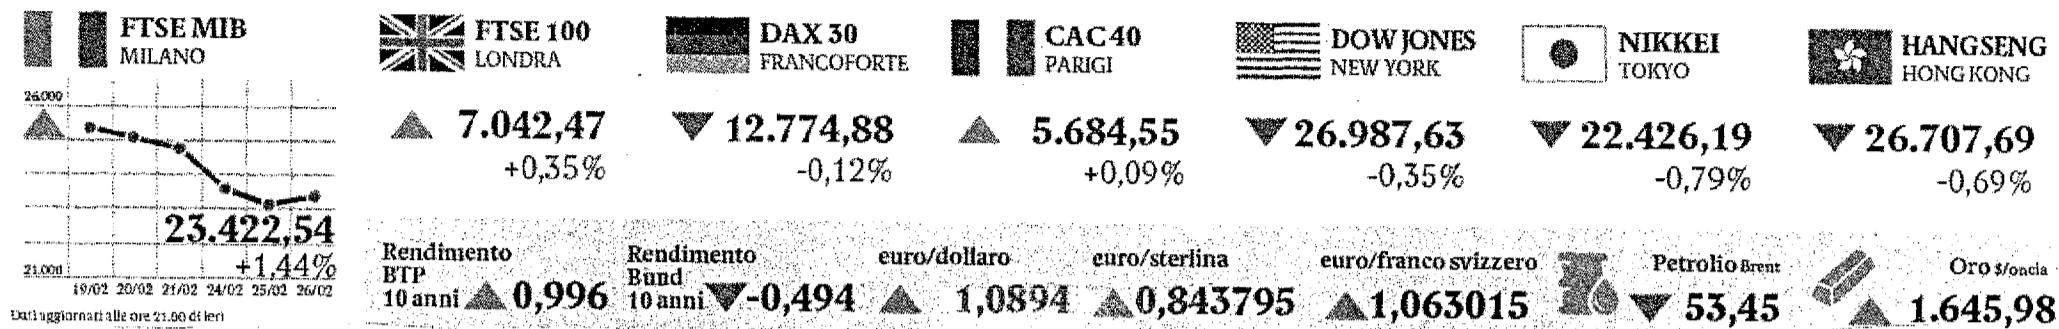 FTSE MIB
MILANO
26.000
23.422,54
+1,44%
21.000
19/02 20/02 21/02 24/02 25/02 26/02
Dati aggiornati alle ore 21.00 di ieri
FTSE 100
LONDRA
7.042,47
+0,35%
DAX 30
FRANCOFORTE
12.774,88
-0,12%
CAC 40
PARIGI
5.684,55
+0,09%
DOW JONES
NEW YORK
26.987,63
-0,35%
NIKKEI
TOKYO
22.426,19
-0,79%
HANG SENG
HONG KONG
26.707,69
-0,69%
Rendimento
BTP
10 anni 0,996
Rendimento
Bund
10 anni -0,494
euro/dollaro
1,0894
euro/sterlina
0,843795
euro/franco svizzero
1,063015
Petrolio Brent
53,45
Oro $/oncia
1.645,98